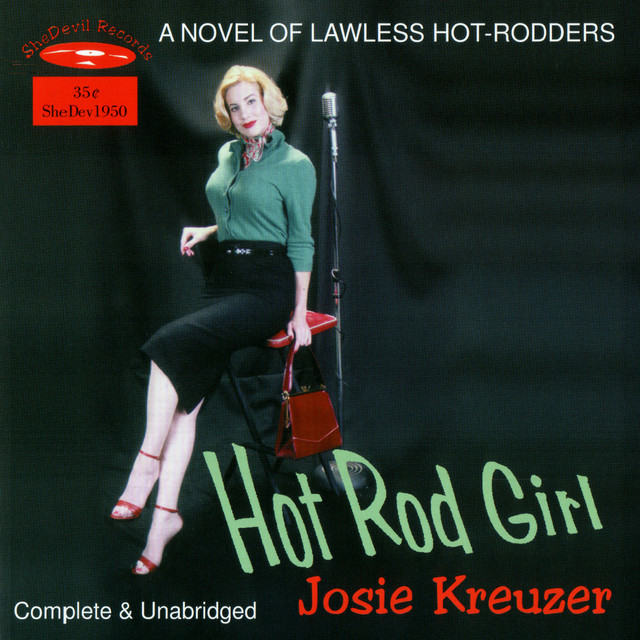 SheDevil Records
A NOVEL OF LAWLESS HOT-RODDERS
35¢
SheDev1950
Hot Rod Girl
Josie Kreuzer
Complete & Unabridged